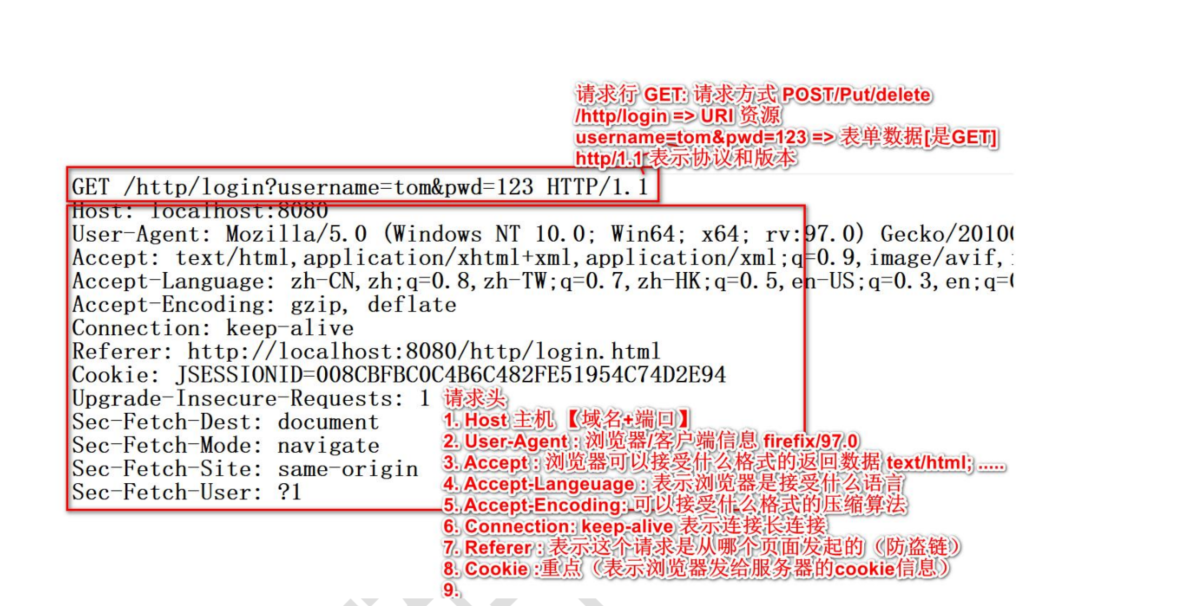 请求行 GET: 请求方式 POST/Put/delete
/http/login => URI 资源
username=tom&pwd=123 => 表单数据[是GET]
http/1.1 表示协议和版本
GET /http/login?username=tom&pwd=123 HTTP/1.1
Host: localhost:8080
User-Agent: Mozilla/5.0 (Windows NT 10.0; Win64; x64; rv:97.0) Gecko/2010
Accept: text/html,application/xhtml+xml,application/xml;q=0.9,image/avif,
Accept-Language: zh-CN,zh;q=0.8,zh-TW;q=0.7,zh-HK;q=0.5,en-US;q=0.3,en;q=
Accept-Encoding: gzip, deflate
Connection: keep-alive
Referer: http://localhost:8080/http/login.html
Cookie: JSESSIONID=008CBFBC0C4B6C482FE51954C74D2E94
Upgrade-Insecure-Requests: 1
Sec-Fetch-Dest: document
Sec-Fetch-Mode: navigate
Sec-Fetch-Site: same-origin
Sec-Fetch-User: ?1
请求头
1. Host 主机 【域名+端口】
2. User-Agent : 浏览器/客户端信息 firefix/97.0
3. Accept : 浏览器可以接受什么格式的返回数据 text/html; .....
4. Accept-Langeuage : 表示浏览器是接受什么语言
5. Accept-Encoding: 可以接受什么格式的压缩算法
6. Connection: keep-alive 表示连接长连接
7. Referer : 表示这个请求是从哪个页面发起的（防盗链）
8. Cookie :重点（表示浏览器发给服务器的cookie信息）
9.